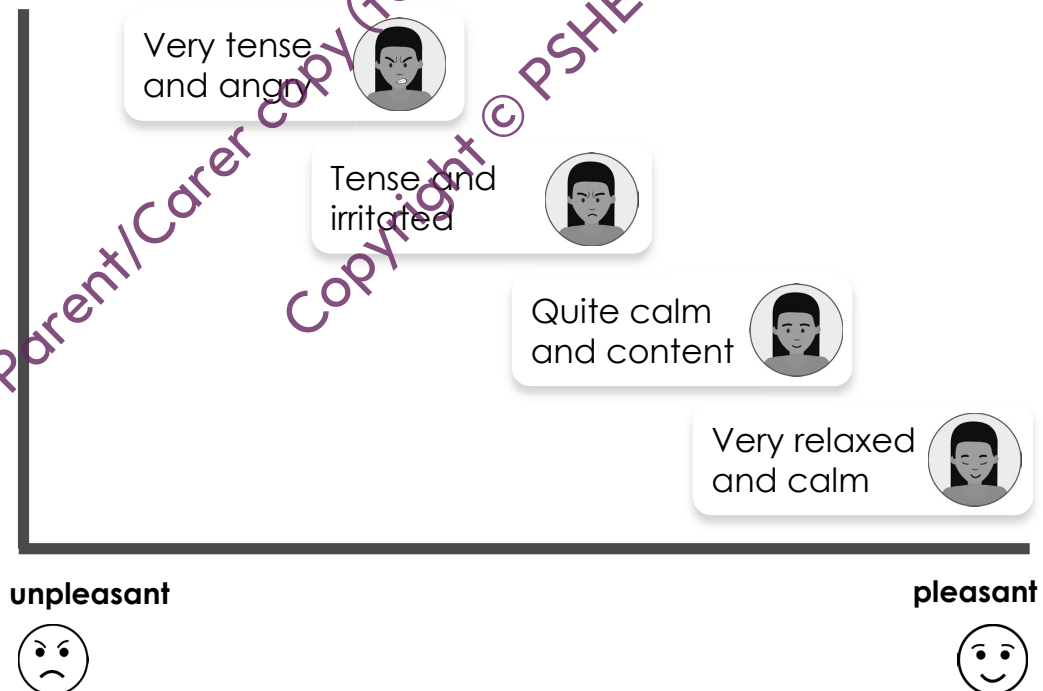 Very tense
and angry
Tense and
irritated
Quite calm
and content
Very relaxed
and calm
unpleasant
pleasant
Parent/Carer copy
Copyright © PSHE